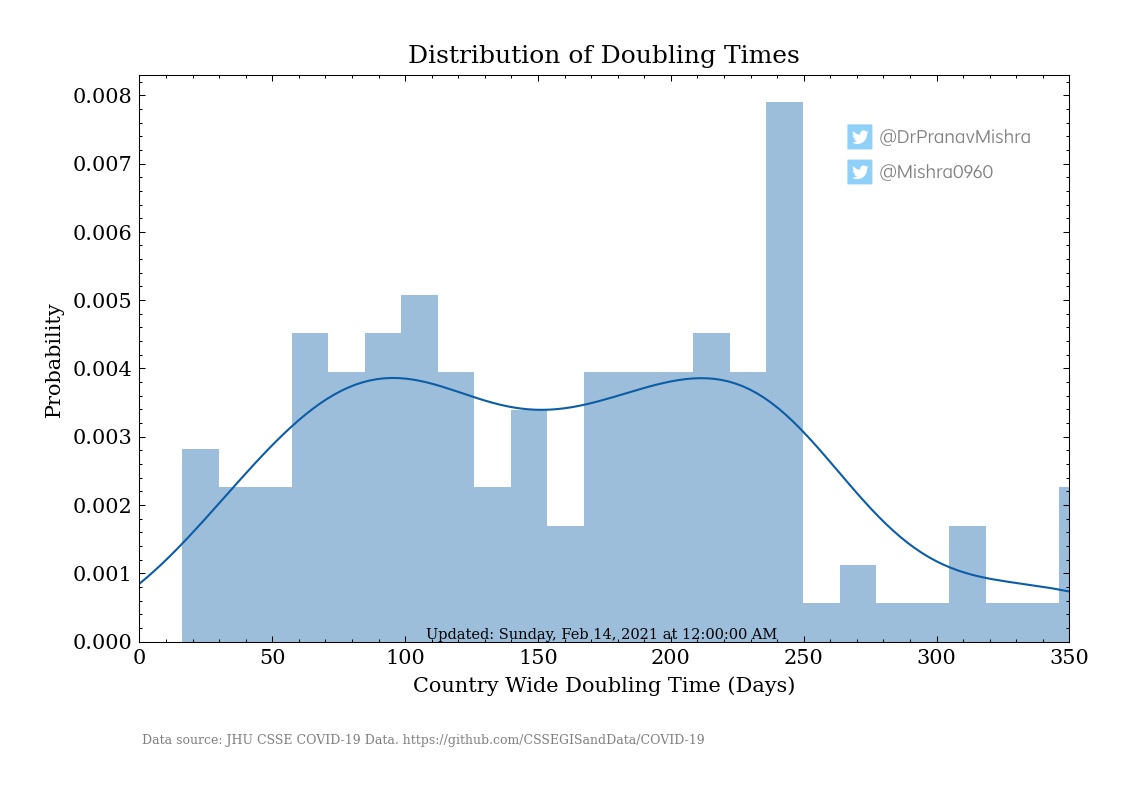 Distribution of Doubling Times
0.008
0.007
0.006
0.005
0.004
0.003
0.002
0.001
0.000
Probability
@DrPranavMishra
@Mishra0960
Updated: Sunday, Feb 14, 2021 at 12:00:00 AM
0 50 100 150 200 250 300 350
Country Wide Doubling Time (Days)
Data source: JHU CSSE COVID-19 Data. https://github.com/CSSEGISandData/COVID-19